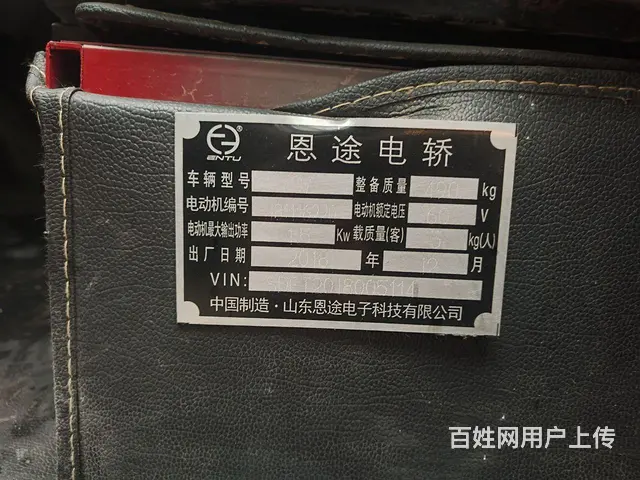 ENTU® 恩途电轿
车辆型号 整备质量 kg
电动机编号 电动机额定电压 60 V
电动机最大输出功率 Kw 载质量(客) kg(人)
出厂日期 2018 年 月
VIN: 2018005114
中国制造·山东恩途电子科技有限公司
百姓网用户上传